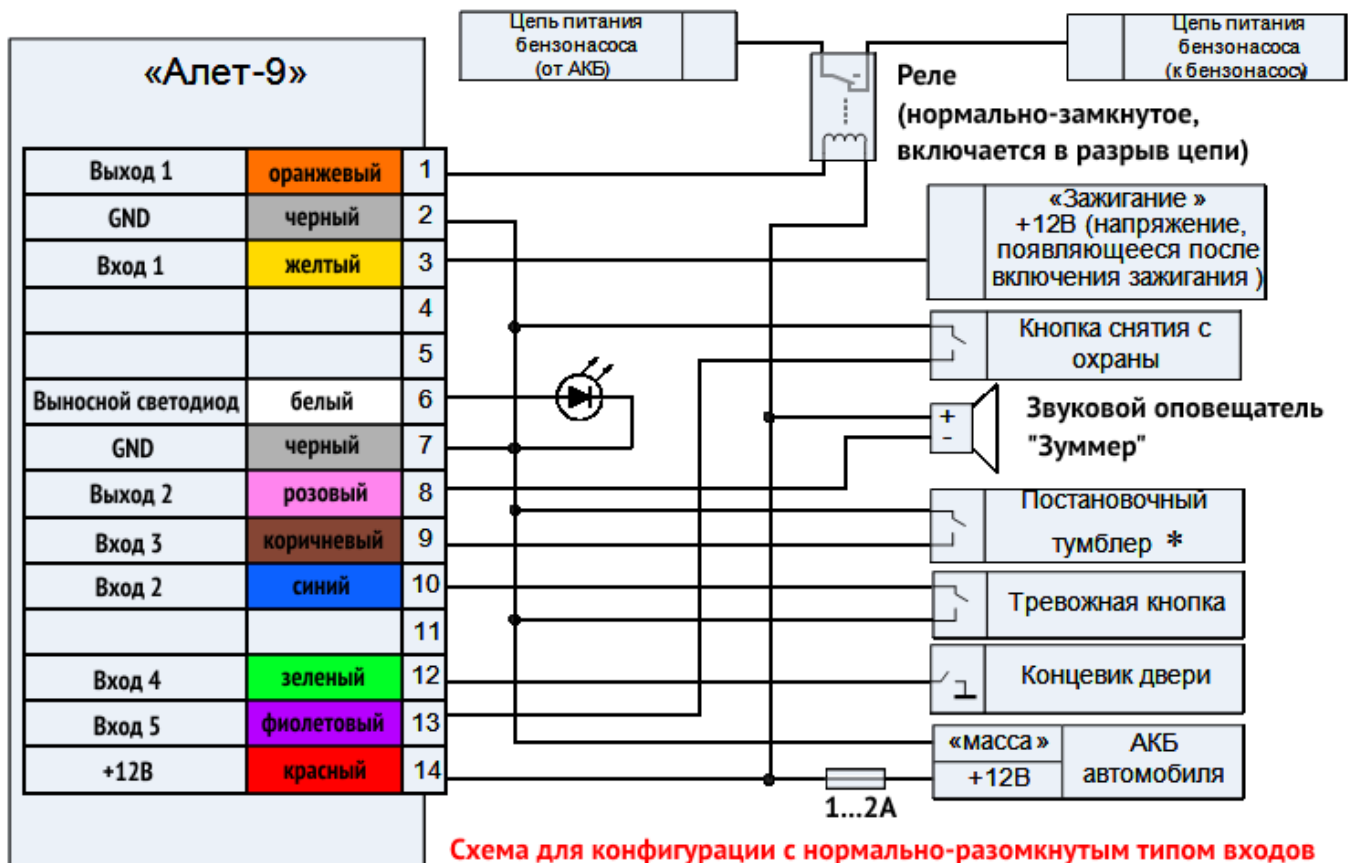 Цепь питания
бензонасоса
(от АКБ)
Цепь питания
бензонасоса
(к бензонасосу)
«Алет-9»
Реле
(нормально-замкнутое,
включается в разрыв цепи)
Выход 1 оранжевый 1
GND черный 2
Вход 1 желтый 3
4
5
Выносной светодиод белый 6
GND черный 7
Выход 2 розовый 8
Вход 3 коричневый 9
Вход 2 синий 10
11
Вход 4 зеленый 12
Вход 5 фиолетовый 13
+12В красный 14
«Зажигание »
+12В (напряжение,
появляющееся после
включения зажигания )
Кнопка снятия с
охраны
+
-
Звуковой оповещатель
"Зуммер"
Постановочный
тумблер *
Тревожная кнопка
Концевик двери
«масса»
+12В
АКБ
автомобиля
1...2А
Схема для конфигурации с нормально-разомкнутым типом входов